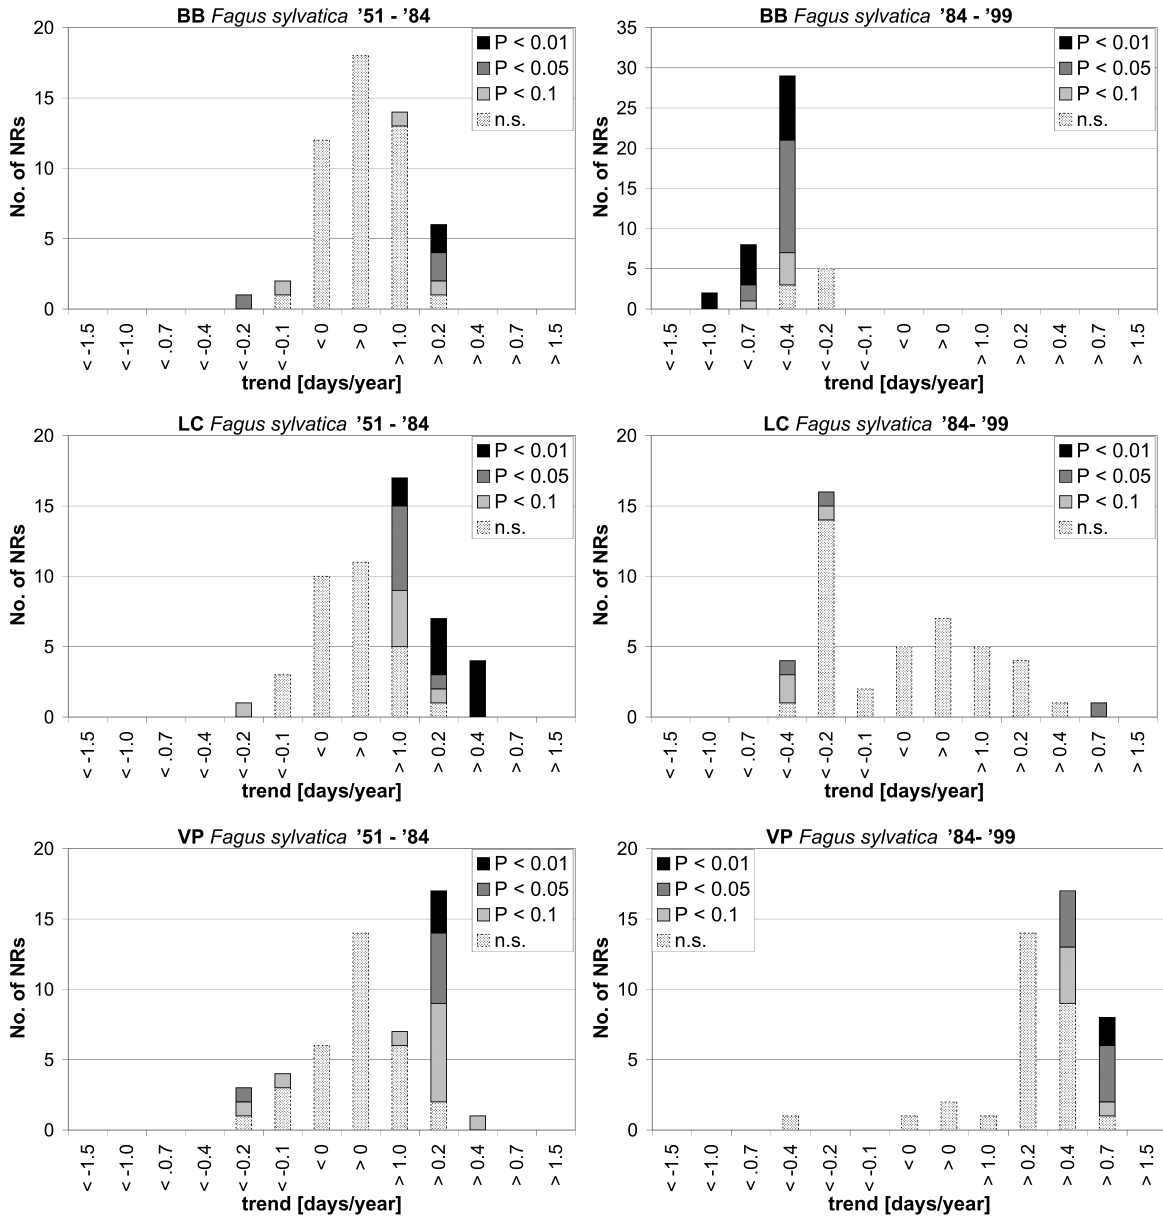 BB Fagus sylvatica ’51 - ’84
No. of NRs
20
15
10
5
0
P < 0.01
P < 0.05
P < 0.1
n.s.
< -1.5
< -1.0
< .0.7
< -0.4
< -0.2
< -0.1
< 0
> 0
> 1.0
> 0.2
> 0.4
> 0.7
> 1.5
trend [days/year]
BB Fagus sylvatica ’84 - ’99
No. of NRs
35
30
25
20
15
10
5
0
P < 0.01
P < 0.05
P < 0.1
n.s.
< -1.5
< -1.0
< .0.7
< -0.4
< -0.2
< -0.1
< 0
> 0
> 1.0
> 0.2
> 0.4
> 0.7
> 1.5
trend [days/year]
LC Fagus sylvatica ’51 - ’84
No. of NRs
20
15
10
5
0
P < 0.01
P < 0.05
P < 0.1
n.s.
< -1.5
< -1.0
< .0.7
< -0.4
< -0.2
< -0.1
< 0
> 0
> 1.0
> 0.2
> 0.4
> 0.7
> 1.5
trend [days/year]
LC Fagus sylvatica ’84- ’99
No. of NRs
20
15
10
5
0
P < 0.01
P < 0.05
P < 0.1
n.s.
< -1.5
< -1.0
< .0.7
< -0.4
< -0.2
< -0.1
< 0
> 0
> 1.0
> 0.2
> 0.4
> 0.7
> 1.5
trend [days/year]
VP Fagus sylvatica ’51 - ’84
No. of NRs
20
15
10
5
0
P < 0.01
P < 0.05
P < 0.1
n.s.
< -1.5
< -1.0
< .0.7
< -0.4
< -0.2
< -0.1
< 0
> 0
> 1.0
> 0.2
> 0.4
> 0.7
> 1.5
trend [days/year]
VP Fagus sylvatica ’84- ’99
No. of NRs
20
15
10
5
0
P < 0.01
P < 0.05
P < 0.1
n.s.
< -1.5
< -1.0
< .0.7
< -0.4
< -0.2
< -0.1
< 0
> 0
> 1.0
> 0.2
> 0.4
> 0.7
> 1.5
trend [days/year]